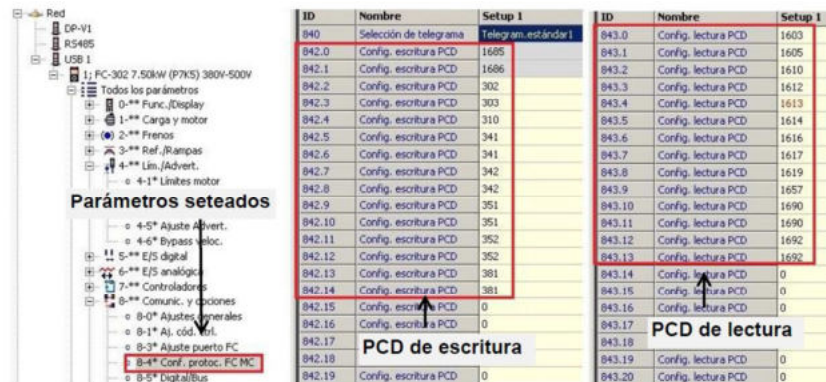 Red
DP-V1
RS485
USB 1
1; FC-302 7.50kW (P7K5) 380V-500V
Todos los parámetros
0-** Func./Display
1-** Carga y motor
2-** Frenos
3-** Ref./Rampas
4-** Lím./Advert.
4-1* Límites motor
Parámetros seteados
4-5* Ajuste Advert.
4-6* Bypass veloc.
5-** E/S digital
6-** E/S analógica
7-** Controladores
8-** Comunic. y opciones
8-0* Ajustes generales
8-1* Aj. cód. ctrl.
8-3* Ajuste puerto FC
8-4* Conf. protoc. FC MC
8-5* Digital/Bus
ID Nombre Setup 1
840 Selección de telegrama Telegram.estándar1
842.0 Config. escritura PCD 1685
842.1 Config. escritura PCD 1686
842.2 Config. escritura PCD 302
842.3 Config. escritura PCD 303
842.4 Config. escritura PCD 310
842.5 Config. escritura PCD 341
842.6 Config. escritura PCD 341
842.7 Config. escritura PCD 342
842.8 Config. escritura PCD 342
842.9 Config. escritura PCD 351
842.10 Config. escritura PCD 351
842.11 Config. escritura PCD 352
842.12 Config. escritura PCD 352
842.13 Config. escritura PCD 381
842.14 Config. escritura PCD 381
842.15 Config. escritura PCD 0
842.16 Config. escritura PCD 0
842.17
PCD de escritura
842.18
842.19 Config. escritura PCD 0
ID Nombre Setup 1
843.0 Config. lectura PCD 1603
843.1 Config. lectura PCD 1605
843.2 Config. lectura PCD 1610
843.3 Config. lectura PCD 1612
843.4 Config. lectura PCD 1613
843.5 Config. lectura PCD 1614
843.6 Config. lectura PCD 1616
843.7 Config. lectura PCD 1617
843.8 Config. lectura PCD 1619
843.9 Config. lectura PCD 1657
843.10 Config. lectura PCD 1690
843.11 Config. lectura PCD 1690
843.12 Config. lectura PCD 1692
843.13 Config. lectura PCD 1692
843.14 Config. lectura PCD 0
843.15 Config. lectura PCD 0
843.16 Config. lectura PCD 0
843.17
PCD de lectura
843.18
843.19 Config. lectura PCD 0
843.20 Config. lectura PCD 0